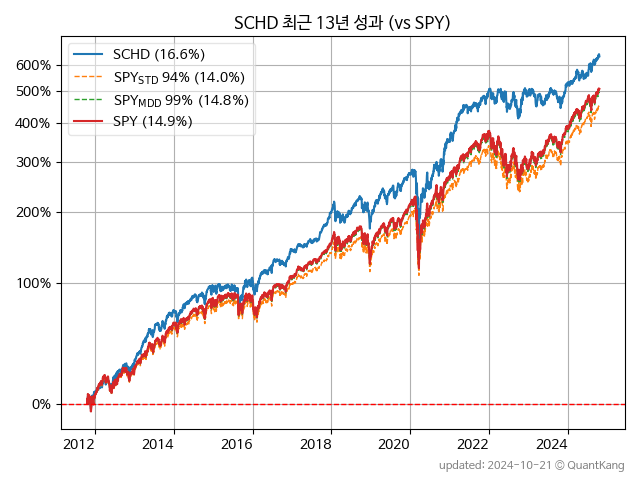 SCHD 최근 13년 성과 (vs SPY)
SCHD (16.6%)
SPY_STD 94% (14.0%)
SPY_MDD 99% (14.8%)
SPY (14.9%)
600%
500%
400%
300%
200%
100%
0%
2012 2014 2016 2018 2020 2022 2024
updated: 2024-10-21 © QuantKang